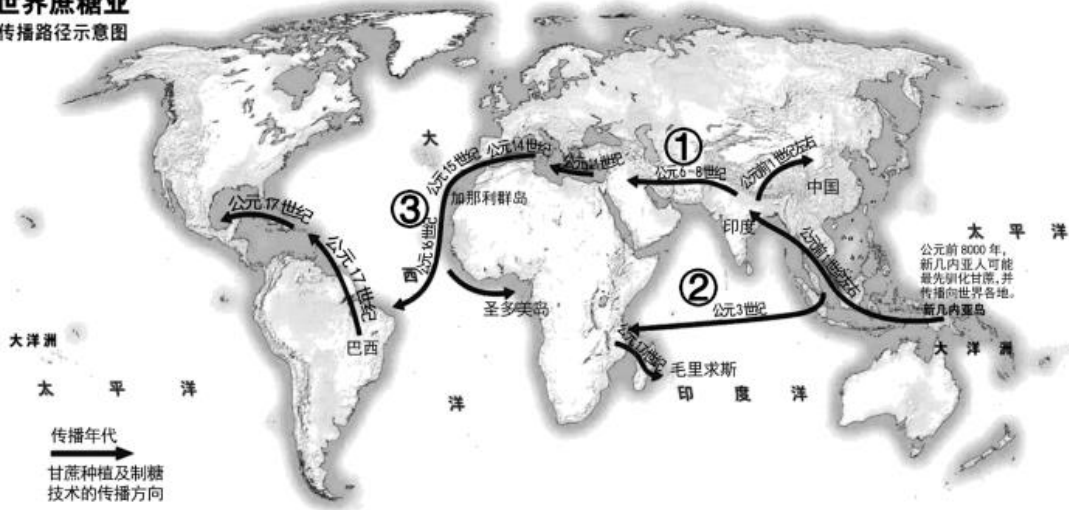 世界蔗糖业
传播路径示意图
大
西
洋
①
②
③
公元17世纪
公元17世纪
巴西
公元15世纪
公元14世纪
公元16世纪
加那利群岛
圣多美岛
公元6-8世纪
公元前1世纪左右
中国
印度
公元前1世纪左右
公元3世纪
公元17世纪
毛里求斯
印度洋
太平洋
公元前8000年，
新几内亚人可能
最先驯化甘蔗，并
传播向世界各地。
新几内亚岛
大洋洲
大洋洲
太平洋
传播年代
甘蔗种植及制糖
技术的传播方向